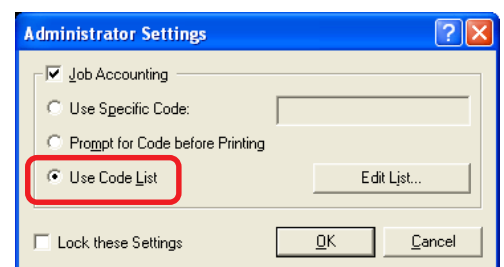 Administrator Settings
Job Accounting
Use Specific Code:
Prompt for Code before Printing
Use Code List
Edit List...
Lock these Settings
OK
Cancel